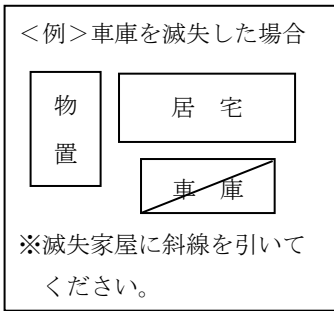 ＜例＞車庫を滅失した場合
物置
居　宅
車　庫
※滅失家屋に斜線を引いて
ください。